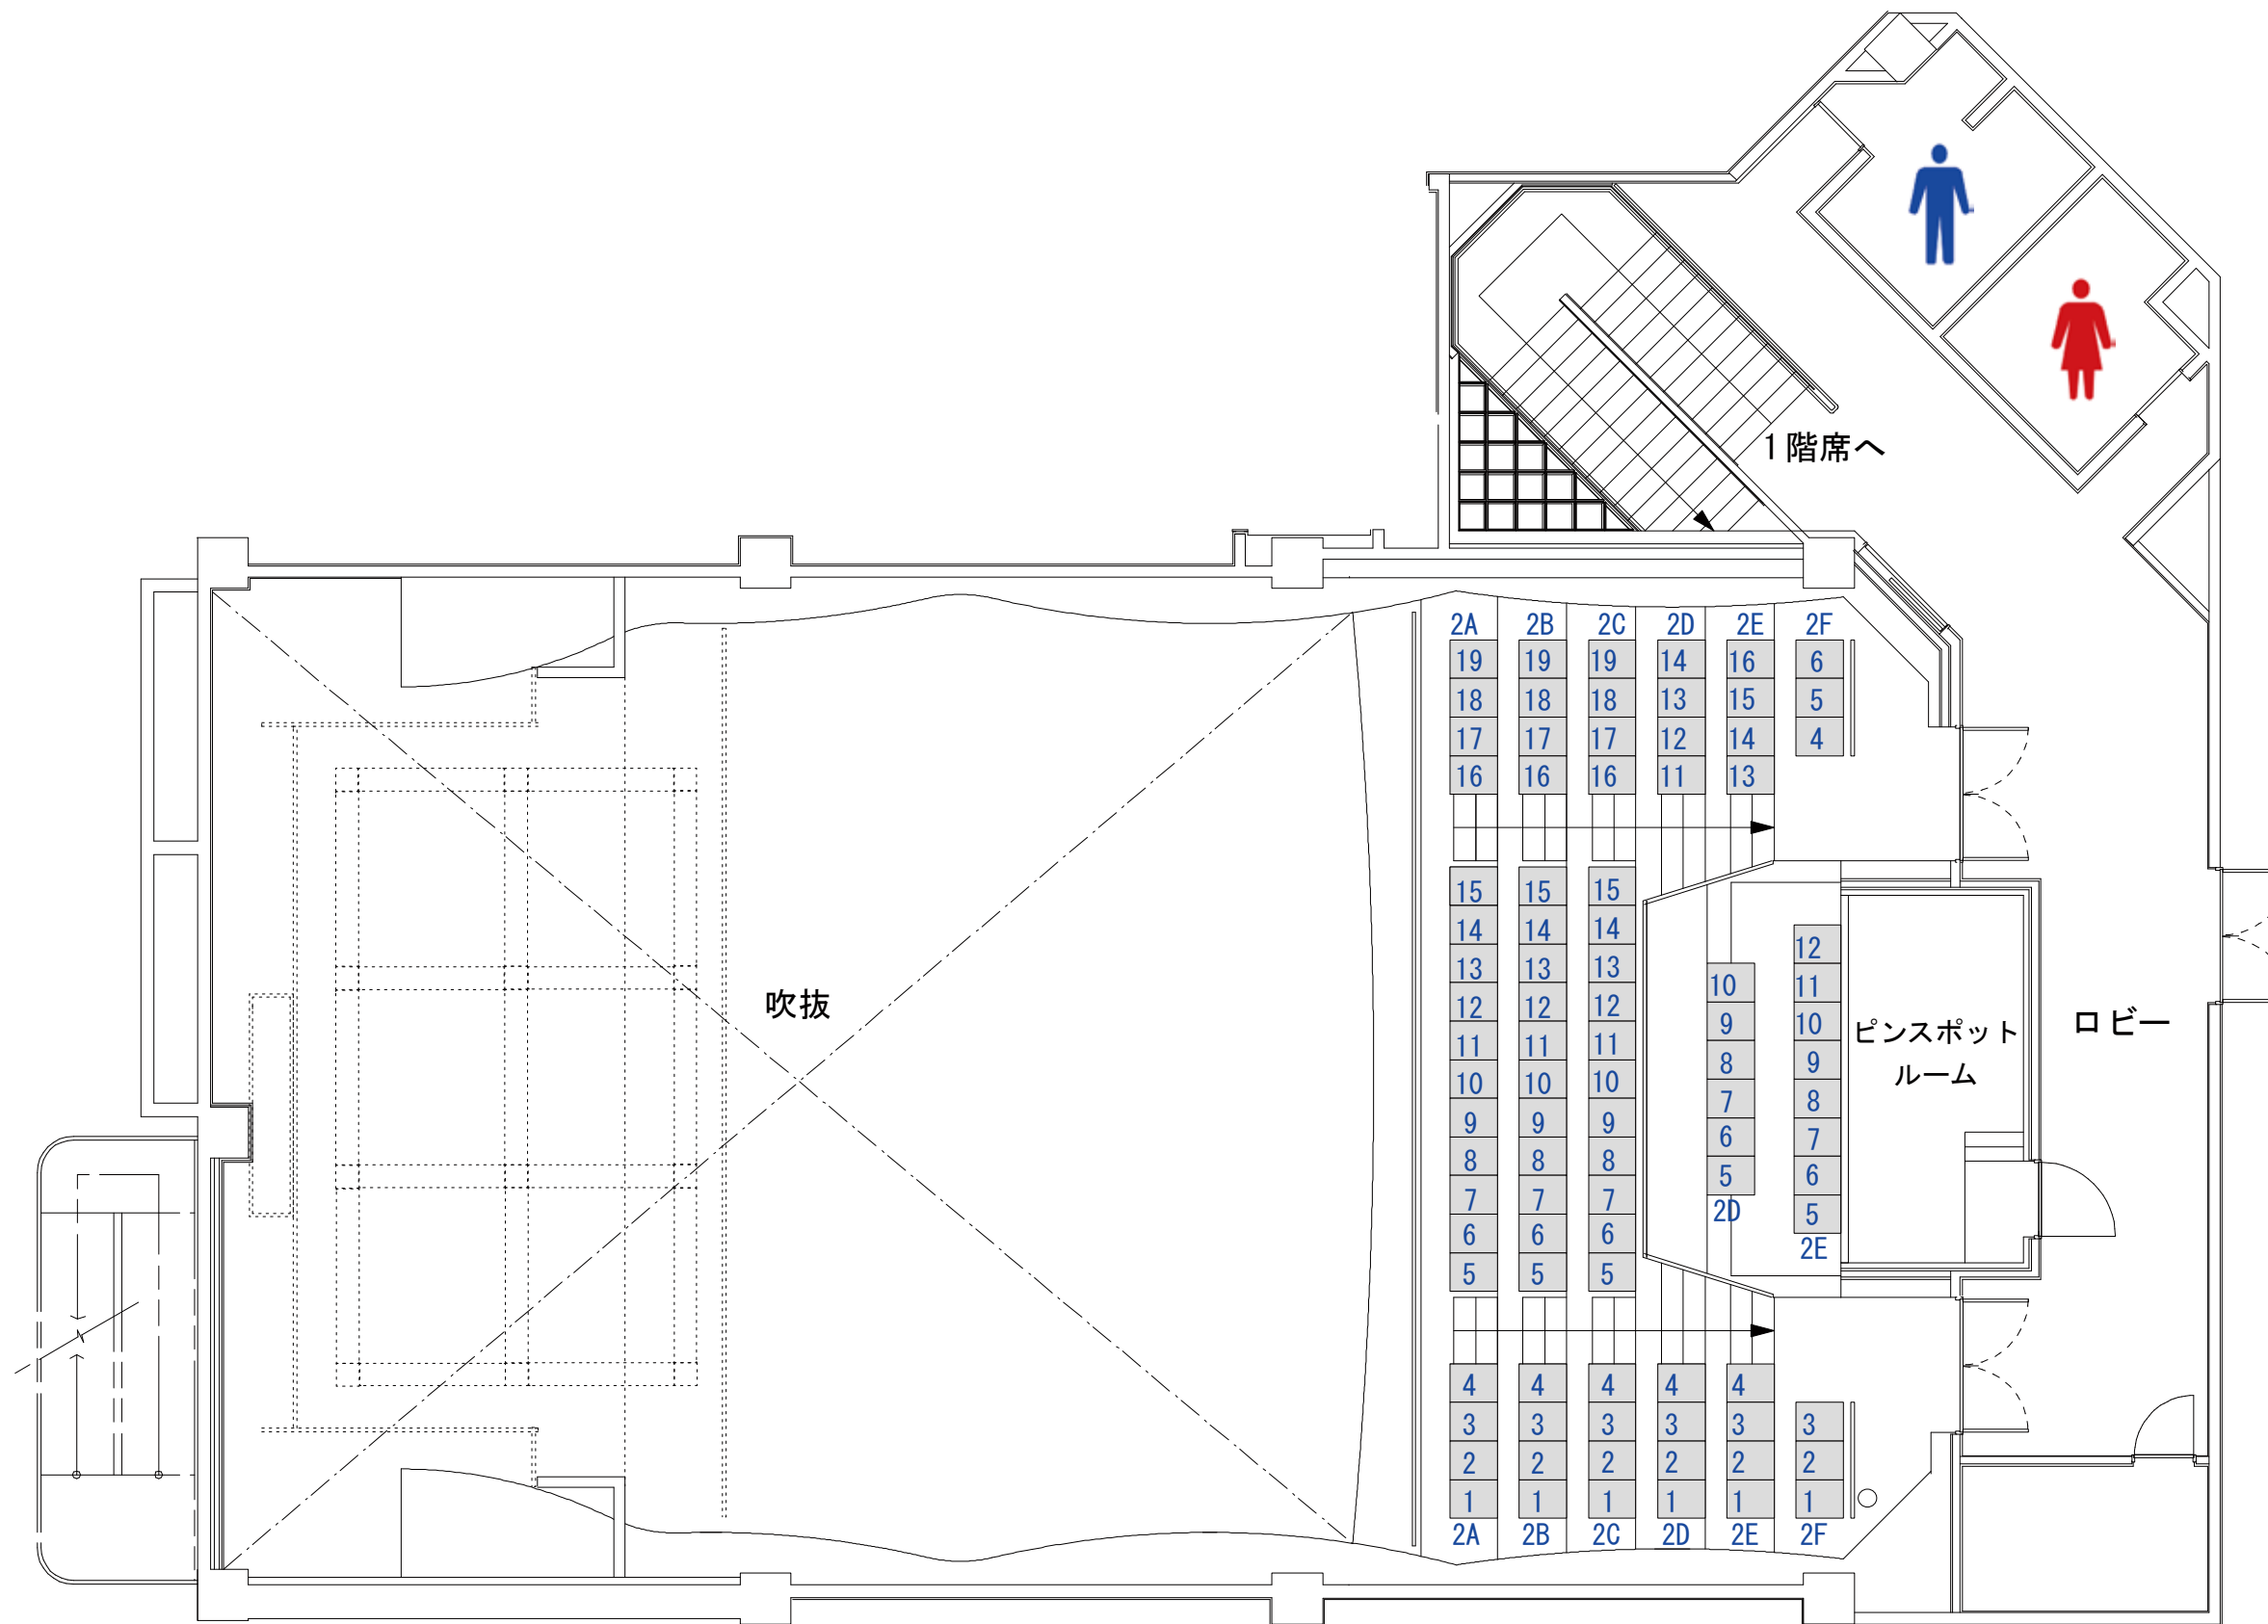 1階席へ
2A 2B 2C 2D 2E 2F
19 19 19 14 16 6
18 18 18 13 15 5
17 17 17 12 14 4
16 16 16 11 13
15 15 15
14 14 14 12
13 13 13 10 11
12 12 12 9 10
11 11 11 8 9
10 10 10 7 8
9 9 9 6 7
8 8 8 5 6
7 7 7 2D 5
6 6 6 2E
5 5 5
吹抜
ピンスポット
ルーム
ロビー
4 4 4 4 4
3 3 3 3 3 3
2 2 2 2 2 2
1 1 1 1 1 1
2A 2B 2C 2D 2E 2F